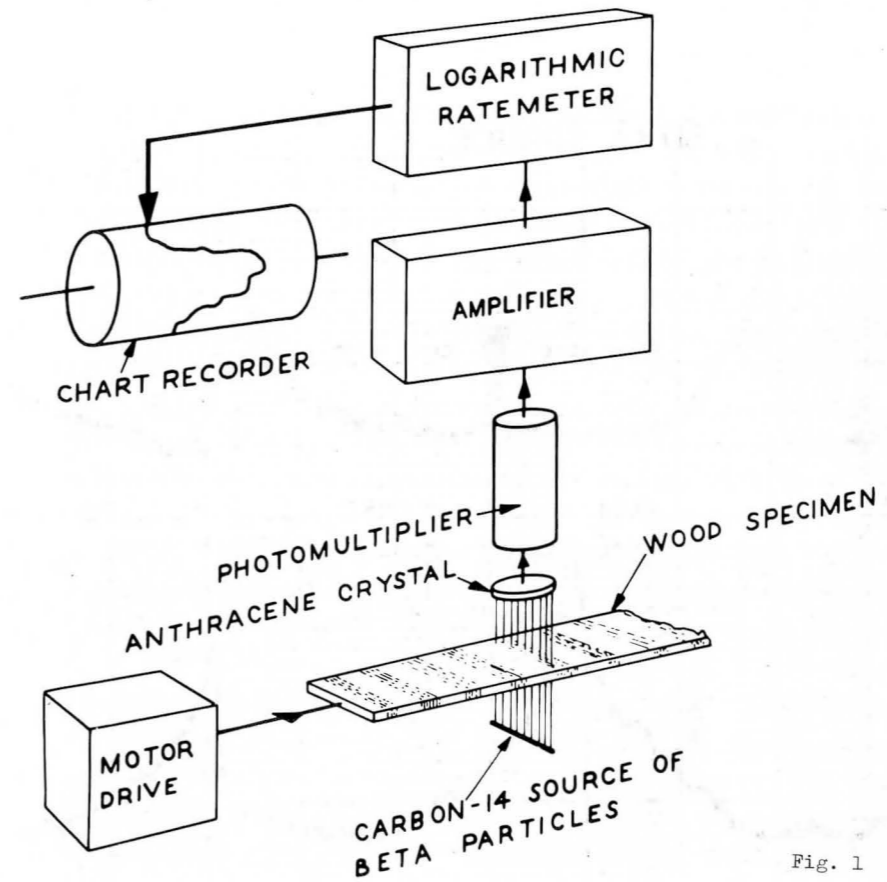 LOGARITHMIC
RATEMETER
AMPLIFIER
CHART RECORDER
PHOTOMULTIPLIER
WOOD SPECIMEN
ANTHRACENE CRYSTAL
MOTOR
DRIVE
CARBON-14 SOURCE OF
BETA PARTICLES
Fig. 1